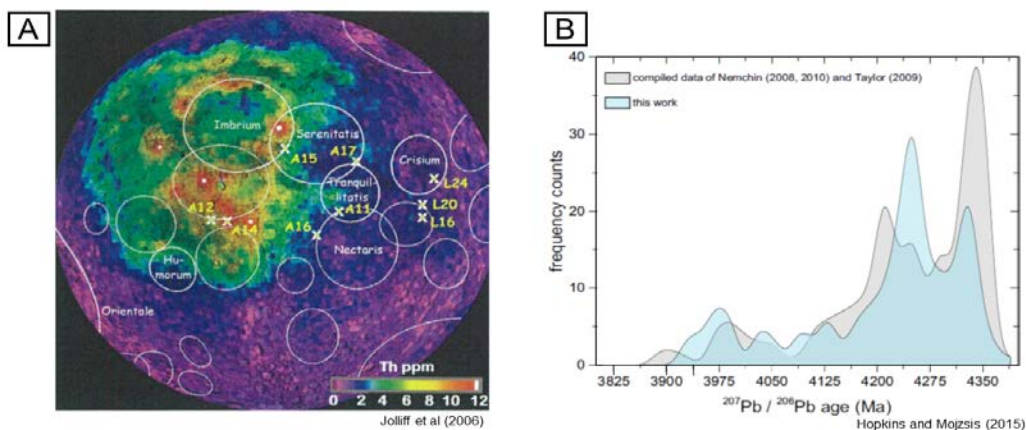 A
Imbrium
Serenitatis
A15
A17
Crisium
L24
Tranquil-
litatis
A12
A11
L20
A14
L16
A16
Nectaris
Hu-
morum
Orientale
Th ppm
0 2 4 6 8 10 12
Jolliff et al (2006)
B
40
30
20
10
0
frequency counts
compiled data of Nemchin (2008, 2010) and Taylor (2009)
this work
3825 3900 3975 4050 4125 4200 4275 4350
²⁰⁷Pb / ²⁰⁶Pb age (Ma)
Hopkins and Mojzsis (2015)